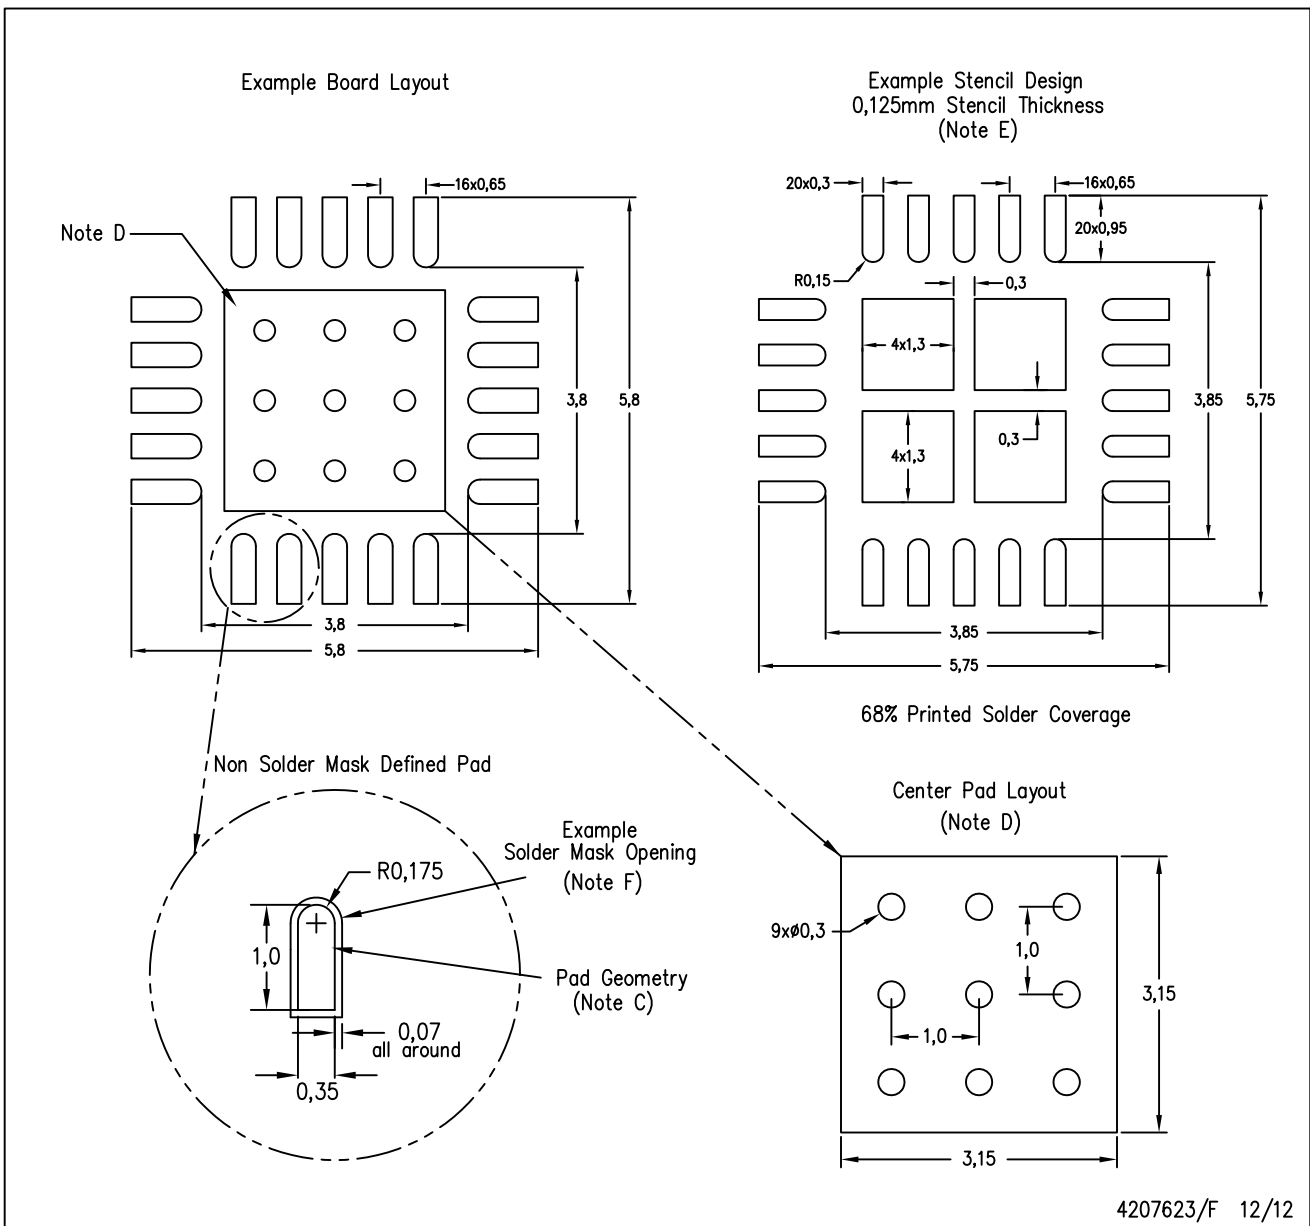 Example Board Layout
16x0,65
Note D
3,8
5,8
3,8
5,8
Example Stencil Design
0,125mm Stencil Thickness
(Note E)
20x0,3
16x0,65
20x0,95
R0,15
0,3
4x1,3
3,85
5,75
0,3
4x1,3
3,85
5,75
68% Printed Solder Coverage
Non Solder Mask Defined Pad
Example
Solder Mask Opening
(Note F)
R0,175
1,0
Pad Geometry
(Note C)
0,07
all around
0,35
Center Pad Layout
(Note D)
9xø0,3
1,0
3,15
1,0
3,15
4207623/F 12/12